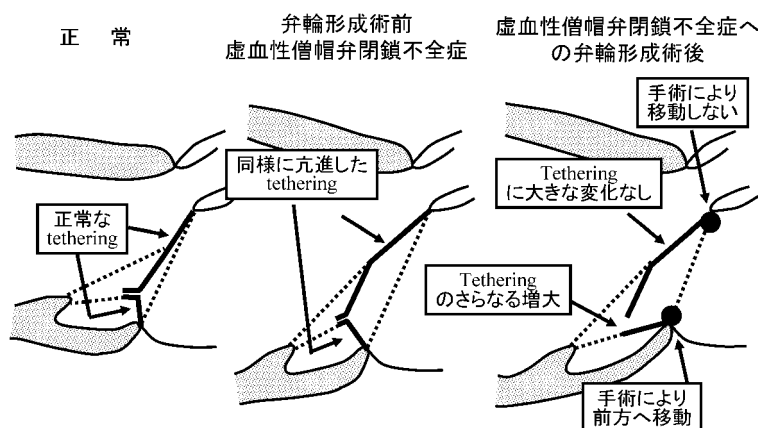 正 常
弁輪形成術前
虚血性僧帽弁閉鎖不全症
虚血性僧帽弁閉鎖不全症へ
の弁輪形成術後
手術により
移動しない
同様に亢進した
tethering
Tethering
に大きな変化なし
正常な
tethering
Tethering
のさらなる増大
手術により
前方へ移動